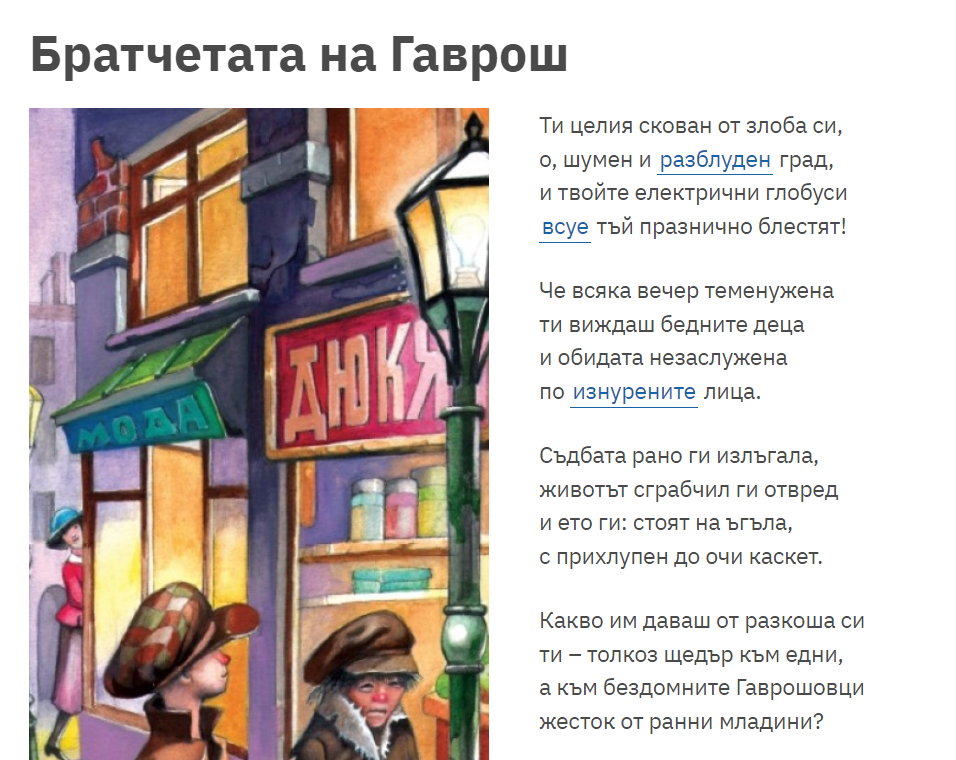 Братчетата на Гаврош
МОДА
ДЮКЯ
Ти целия скован от злоба си,
о, шумен и разблуден град,
и твойте електрични глобуси
всуе тъй празнично блестят!
Че всяка вечер теменужена
ти виждаш бедните деца
и обидата незаслужена
по изнурените лица.
Съдбата рано ги излъгала,
животът сграбчил ги отвред
и ето ги: стоят на ъгъла,
с прихлупен до очи каскет.
Какво им даваш от разкоша си
ти – толкоз щедър към едни,
а към бездомните Гаврошовци
жесток от ранни младини?